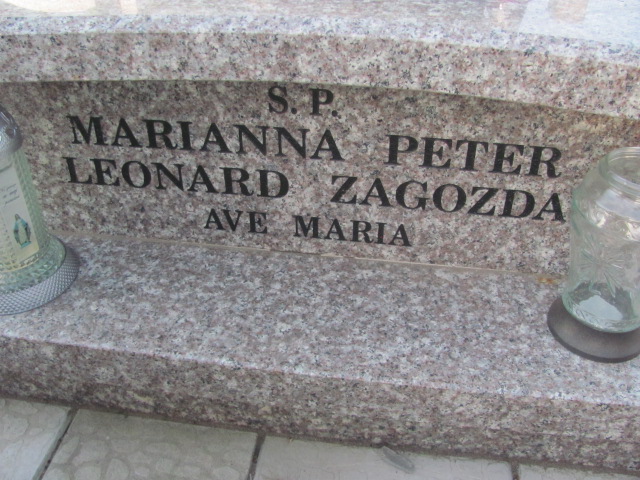 S. P.
MARIANNA PETER
LEONARD ZAGOZDA
AVE MARIA